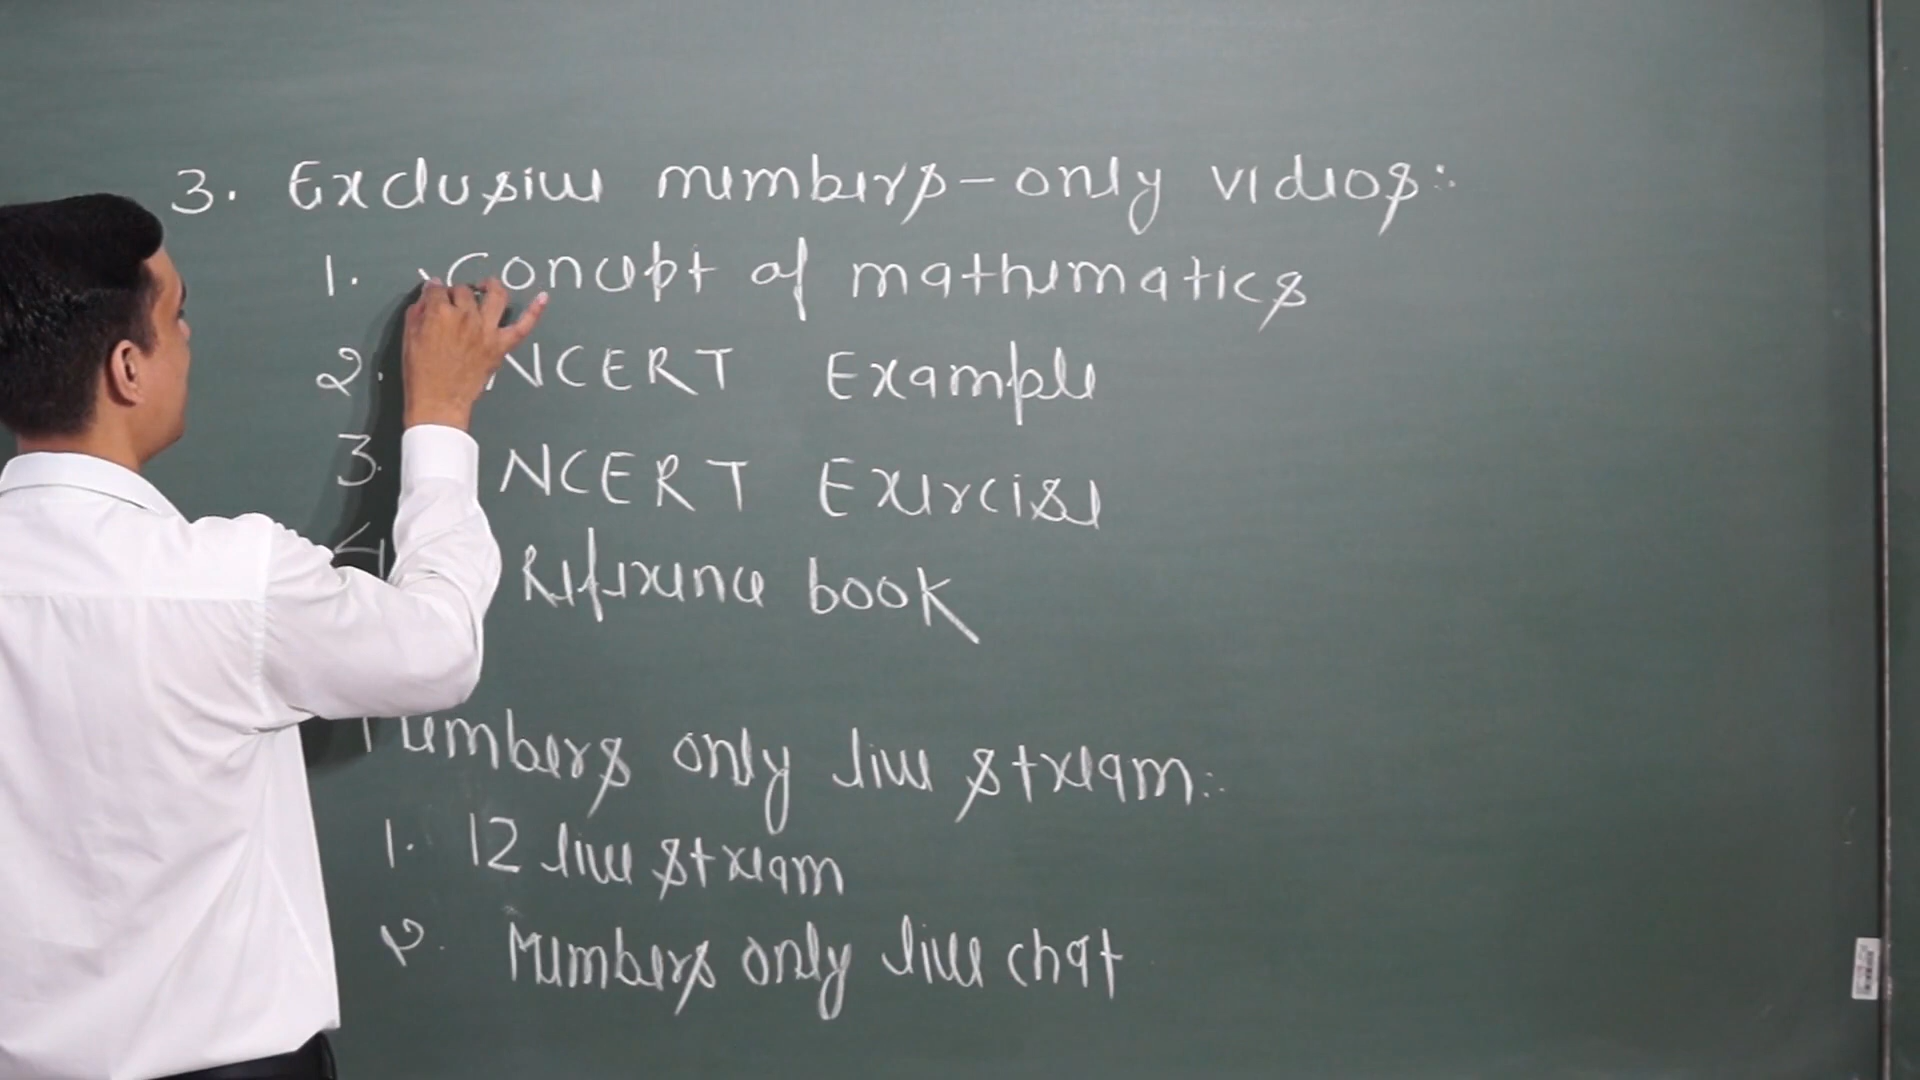 3. Exclusive members-only videos:
1. Concept of mathematics
2. NCERT Example
3. NCERT Exercise
4 Reference book
Members only live stream:
1. 12 live stream
2. Members only live chat